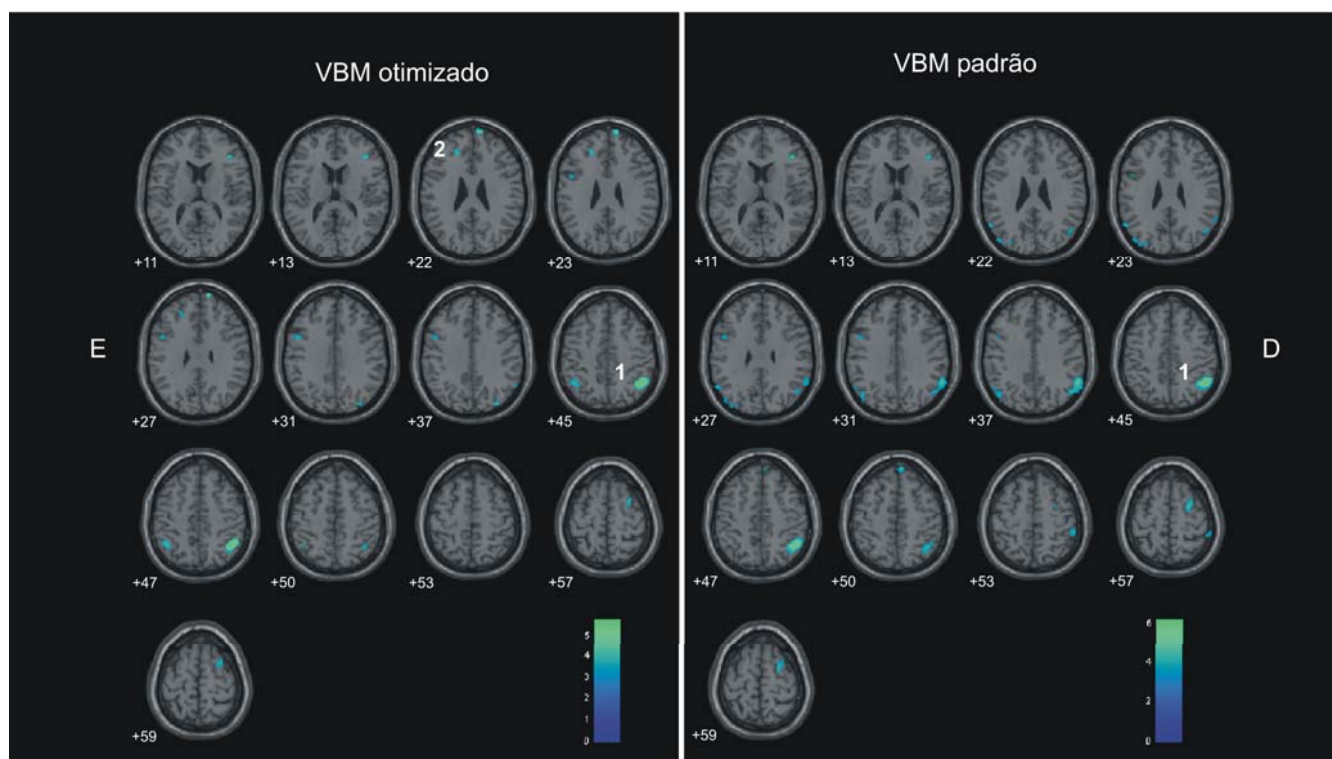 VBM otimizado
2
+11 +13 +22 +23
E
1
+27 +31 +37 +45
+47 +50 +53 +57
5
4
3
2
1
0
+59
VBM padrão
+11 +13 +22 +23
D
1
+27 +31 +37 +45
+47 +50 +53 +57
6
4
2
0
+59